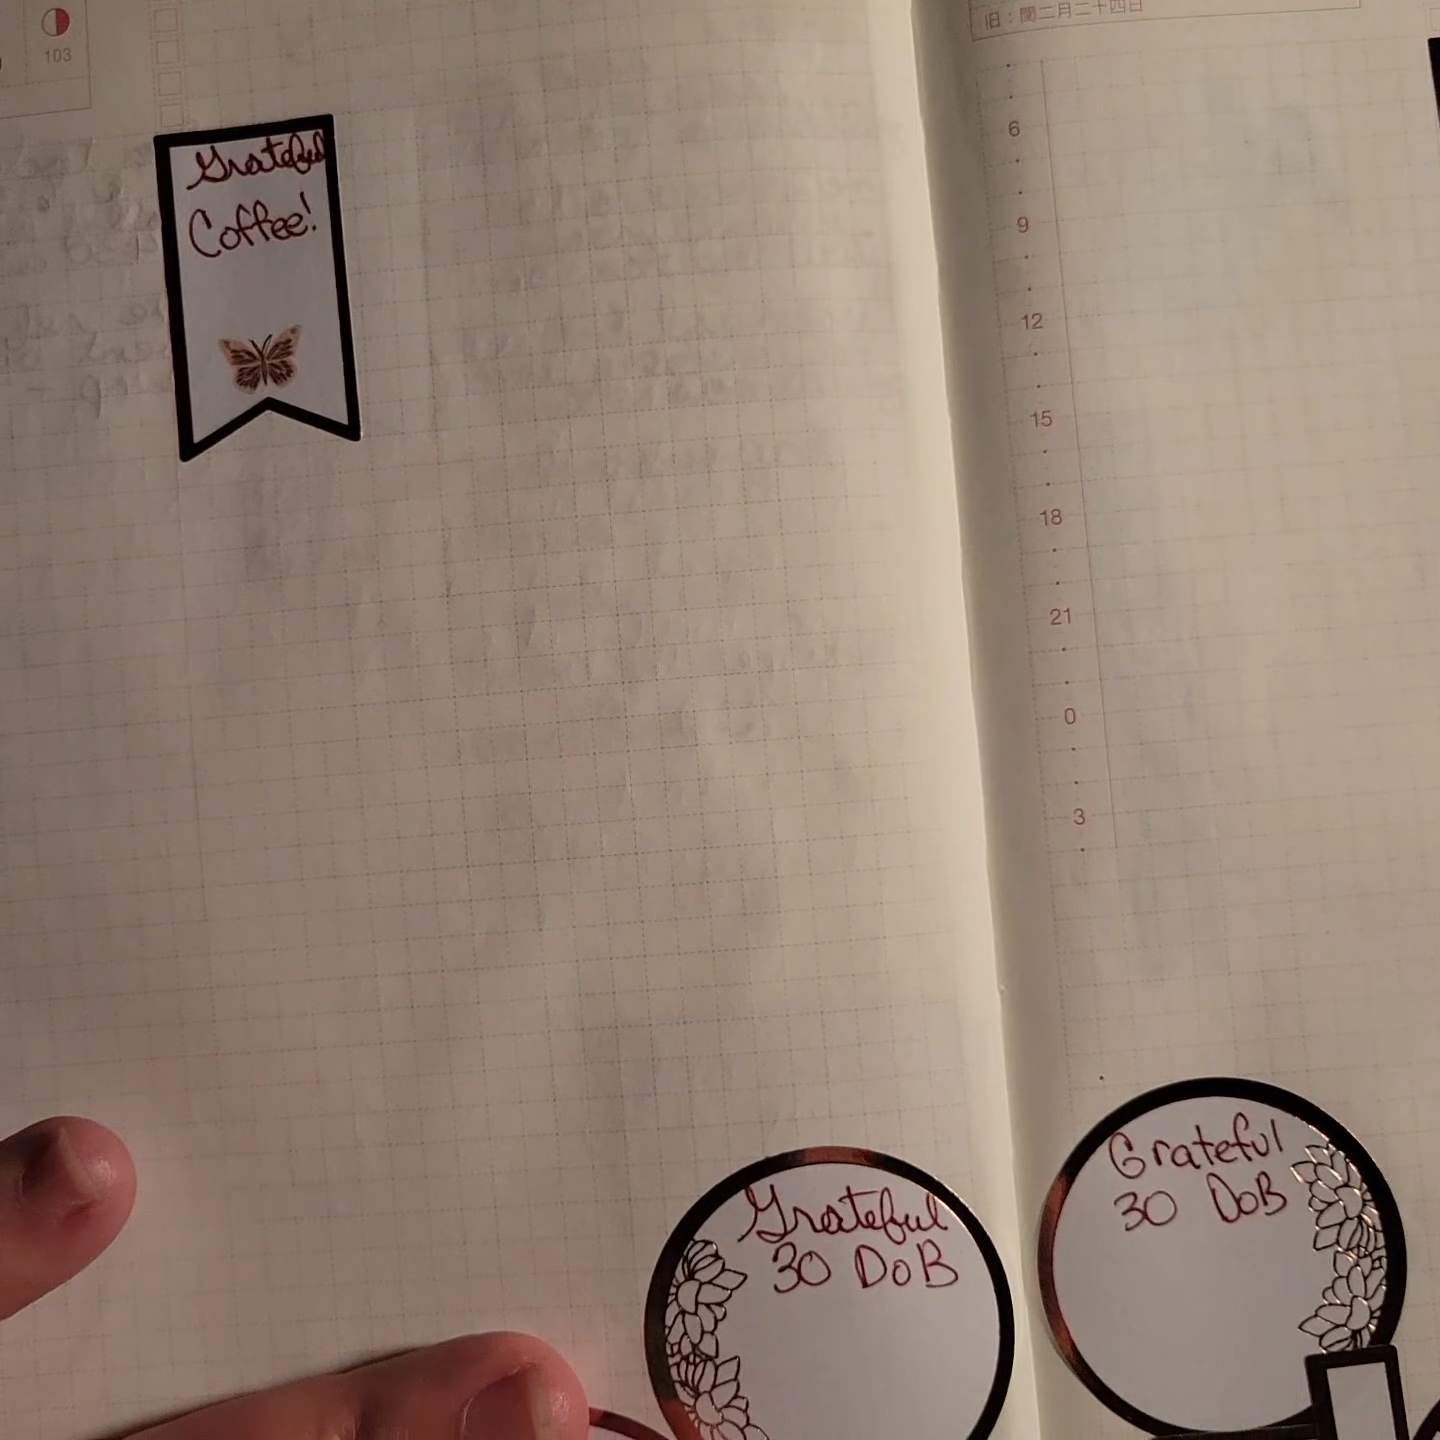 103
旧：閏二月二十四日
Grateful
Coffee!
6
9
12
15
18
21
0
3
Grateful
30 DoB
Grateful
30 DoB